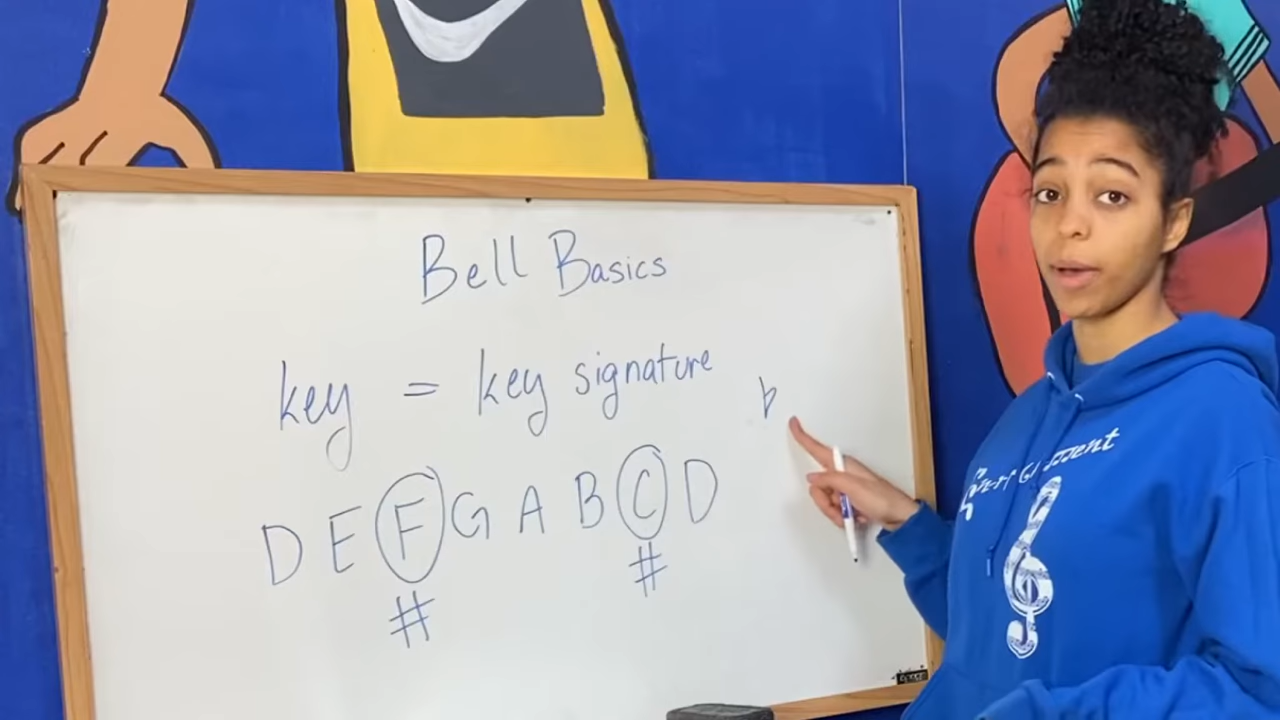 Bell Basics
key = key signature
♭
D E F G A B C D
# #